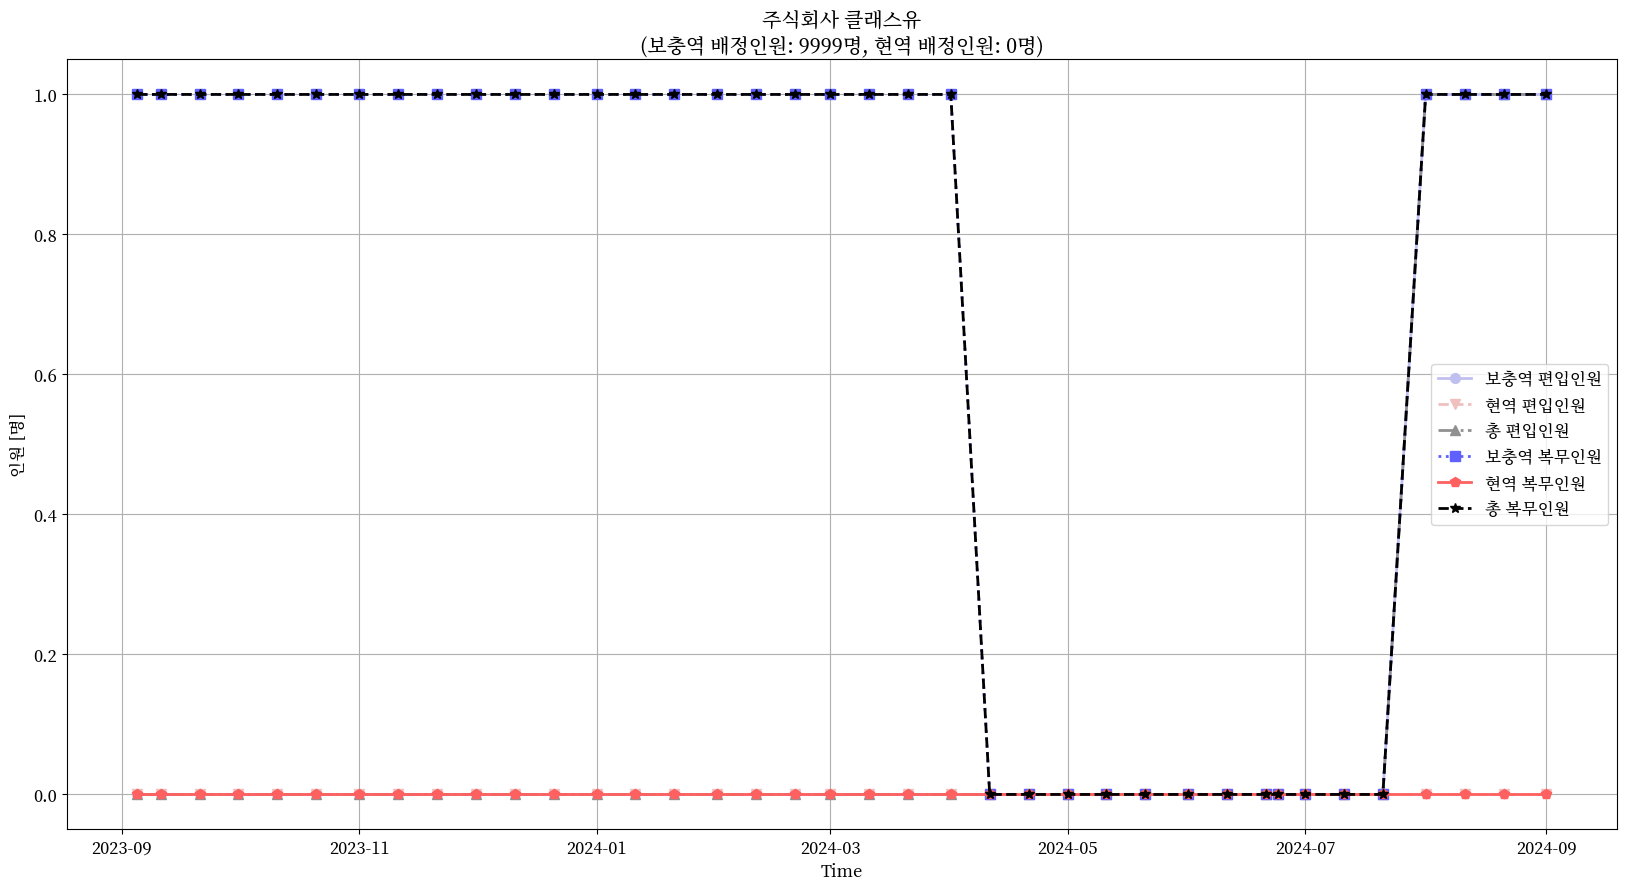 주식회사 클래스유
(보충역 배정인원: 9999명, 현역 배정인원: 0명)
1.0
0.8
0.6
0.4
0.2
0.0
인원 [명]
보충역 편입인원
현역 편입인원
총 편입인원
보충역 복무인원
현역 복무인원
총 복무인원
2023-09
2023-11
2024-01
2024-03
2024-05
2024-07
2024-09
Time